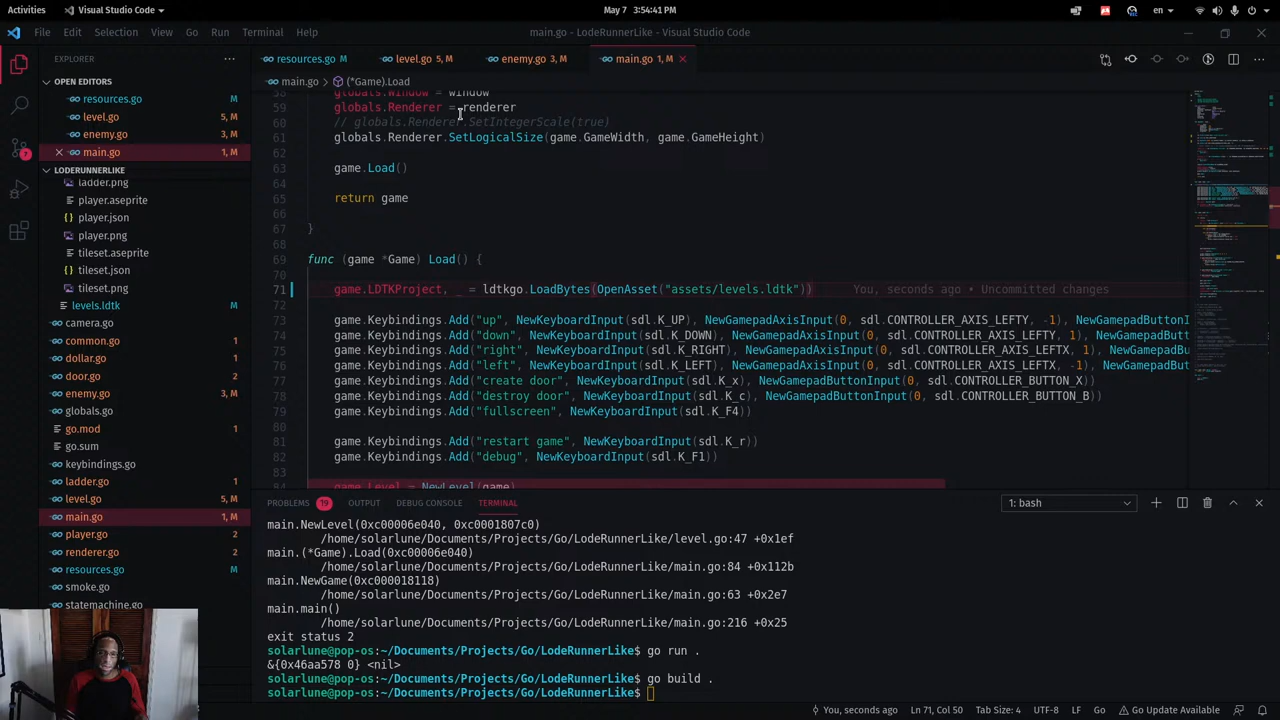 Activities
Visual Studio Code
May 7 3:54:41 PM
en
File Edit Selection View Go Run Terminal Help
main.go - LodeRunnerLike - Visual Studio Code
EXPLORER
OPEN EDITORS
resources.go M
level.go 5, M
enemy.go 3, M
main.go 1, M
LODERUNNERLIKE
ladder.png
player.aseprite
player.json
player.png
tileset.aseprite
tileset.json
tileset.png
levels.ldtk
camera.go
common.go 1
dollar.go 1
door.go 2
enemy.go 3, M
globals.go
go.mod 1
go.sum
keybindings.go
ladder.go 1
level.go 5, M
main.go 1, M
player.go 2
renderer.go 2
resources.go M
smoke.go
statemachine.go
7
resources.go M
level.go 5, M
enemy.go 3, M
main.go 1, M
main.go > (*Game).Load
58 globals.Window = window
59 globals.Renderer = renderer
60 // globals.Renderer.SetIntegerScale(true)
61 globals.Renderer.SetLogicalSize(game.GameWidth, game.GameHeight)
62
63 game.Load()
64
65 return game
66
67 }
68
69 func (game *Game) Load() {
70
71 game.LDTKProject, _ = ldtkgo.LoadBytes(OpenAsset("assets/levels.ldtk")) You, seconds ago • Uncommitted changes
72
73 game.Keybindings.Add("up", NewKeyboardInput(sdl.K_UP), NewGamepadAxisInput(0, sdl.CONTROLLER_AXIS_LEFTY, -1), NewGamepadButtonI
74 game.Keybindings.Add("down", NewKeyboardInput(sdl.K_DOWN), NewGamepadAxisInput(0, sdl.CONTROLLER_AXIS_LEFTY, 1), NewGamepadButt
75 game.Keybindings.Add("right", NewKeyboardInput(sdl.K_RIGHT), NewGamepadAxisInput(0, sdl.CONTROLLER_AXIS_LEFTX, 1), NewGamepadBut
76 game.Keybindings.Add("left", NewKeyboardInput(sdl.K_LEFT), NewGamepadAxisInput(0, sdl.CONTROLLER_AXIS_LEFTX, -1), NewGamepadButt
77 game.Keybindings.Add("create door", NewKeyboardInput(sdl.K_x), NewGamepadButtonInput(0, sdl.CONTROLLER_BUTTON_X))
78 game.Keybindings.Add("destroy door", NewKeyboardInput(sdl.K_c), NewGamepadButtonInput(0, sdl.CONTROLLER_BUTTON_B))
79 game.Keybindings.Add("fullscreen", NewKeyboardInput(sdl.K_F4))
80
81 game.Keybindings.Add("restart game", NewKeyboardInput(sdl.K_r))
82 game.Keybindings.Add("debug", NewKeyboardInput(sdl.K_F1))
83
84 game.Level = NewLevel(game)
PROBLEMS 19 OUTPUT DEBUG CONSOLE TERMINAL
1: bash
main.NewLevel(0xc00006e040, 0xc0001807c0)
/home/solarlune/Documents/Projects/Go/LodeRunnerLike/level.go:47 +0x1ef
main.(*Game).Load(0xc00006e040)
/home/solarlune/Documents/Projects/Go/LodeRunnerLike/main.go:84 +0x112b
main.NewGame(0xc000018118)
/home/solarlune/Documents/Projects/Go/LodeRunnerLike/main.go:63 +0x2e7
main.main()
/home/solarlune/Documents/Projects/Go/LodeRunnerLike/main.go:216 +0x25
exit status 2
solarlune@pop-os:~/Documents/Projects/Go/LodeRunnerLike$ go run .
&{0x46aa578 0} <nil>
solarlune@pop-os:~/Documents/Projects/Go/LodeRunnerLike$ go build .
solarlune@pop-os:~/Documents/Projects/Go/LodeRunnerLike$
You, seconds ago Ln 71, Col 50 Tab Size: 4 UTF-8 LF Go Go Update Available